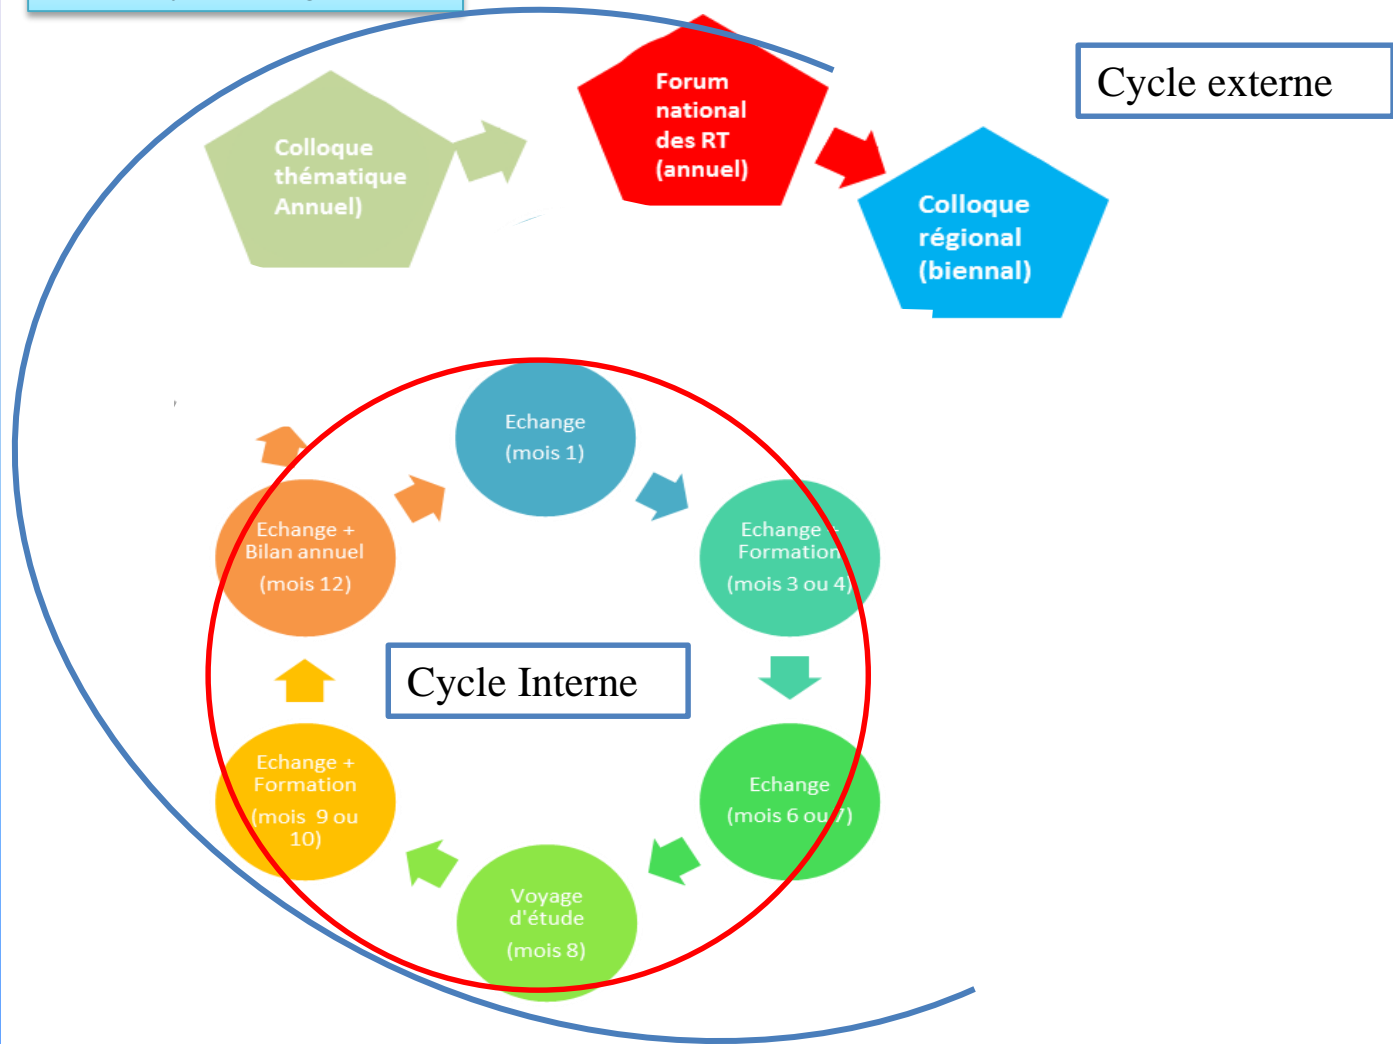 Cycle externe
Forum
national
des RT
(annuel)
Colloque
thématique
Annuel)
Colloque
régional
(biennal)
Echange
(mois 1)
Echange +
Formation
(mois 3 ou 4)
Echange
(mois 6 ou 7)
Voyage
d'étude
(mois 8)
Echange +
Formation
(mois 9 ou
10)
Echange +
Bilan annuel
(mois 12)
Cycle Interne